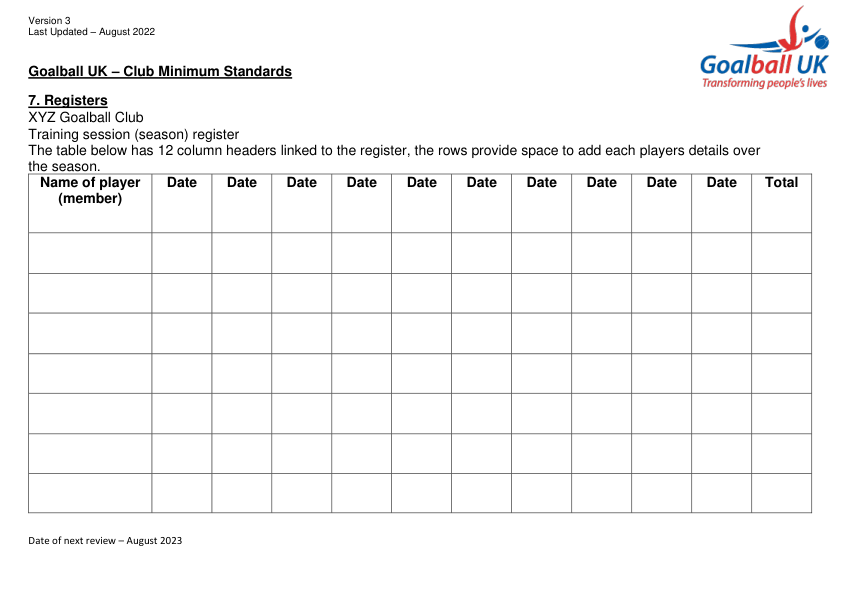 Version 3
Last Updated – August 2022
Goalball UK
Transforming people's lives
Goalball UK – Club Minimum Standards
7. Registers
XYZ Goalball Club
Training session (season) register
The table below has 12 column headers linked to the register, the rows provide space to add each players details over
the season.
Name of player Date Date Date Date Date Date Date Date Date Date Total
(member)
Date of next review – August 2023